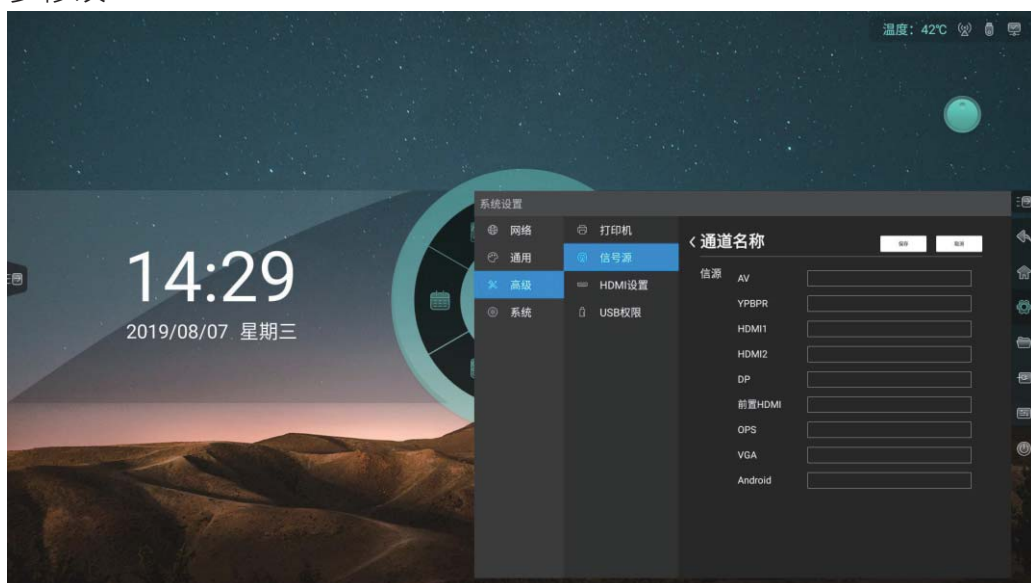 温度：42℃
系统设置
网络
打印机
通道名称
保存
取消
通用
信号源
高级
HDMI设置
系统
USB权限
信源
AV
YPBPR
HDMI1
HDMI2
DP
前置HDMI
OPS
VGA
Android
14:29
2019/08/07 星期三